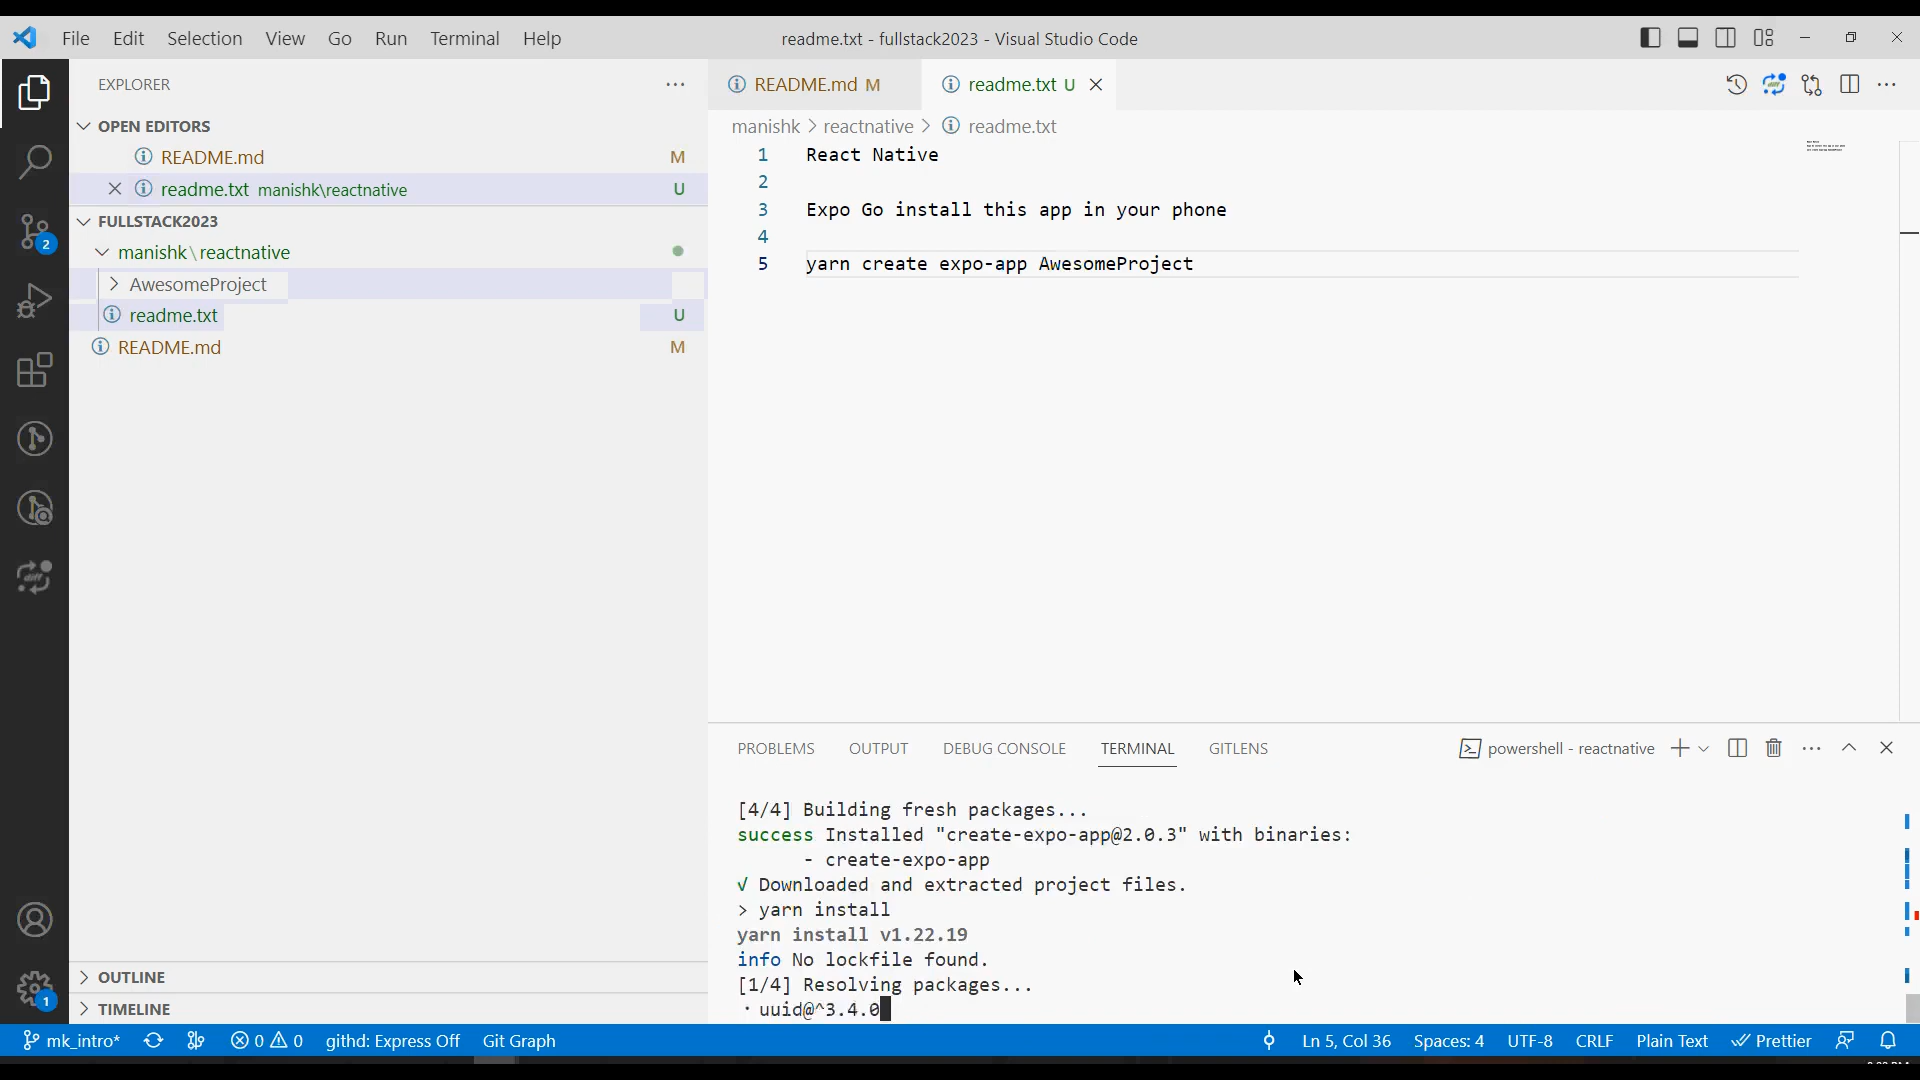 File Edit Selection View Go Run Terminal Help
readme.txt - fullstack2023 - Visual Studio Code
EXPLORER
OPEN EDITORS
README.md M
readme.txt manishk\reactnative U
FULLSTACK2023
manishk\reactnative
AwesomeProject
readme.txt U
README.md M
OUTLINE
TIMELINE
2
1
README.md M
readme.txt U
manishk > reactnative > readme.txt
1 React Native
2
3 Expo Go install this app in your phone
4
5 yarn create expo-app AwesomeProject
PROBLEMS OUTPUT DEBUG CONSOLE TERMINAL GITLENS
powershell - reactnative
[4/4] Building fresh packages...
success Installed "create-expo-app@2.0.3" with binaries:
- create-expo-app
√ Downloaded and extracted project files.
> yarn install
yarn install v1.22.19
info No lockfile found.
[1/4] Resolving packages...
⠂ uuid@^3.4.0
mk_intro* 0 0 githd: Express Off Git Graph
Ln 5, Col 36 Spaces: 4 UTF-8 CRLF Plain Text Prettier